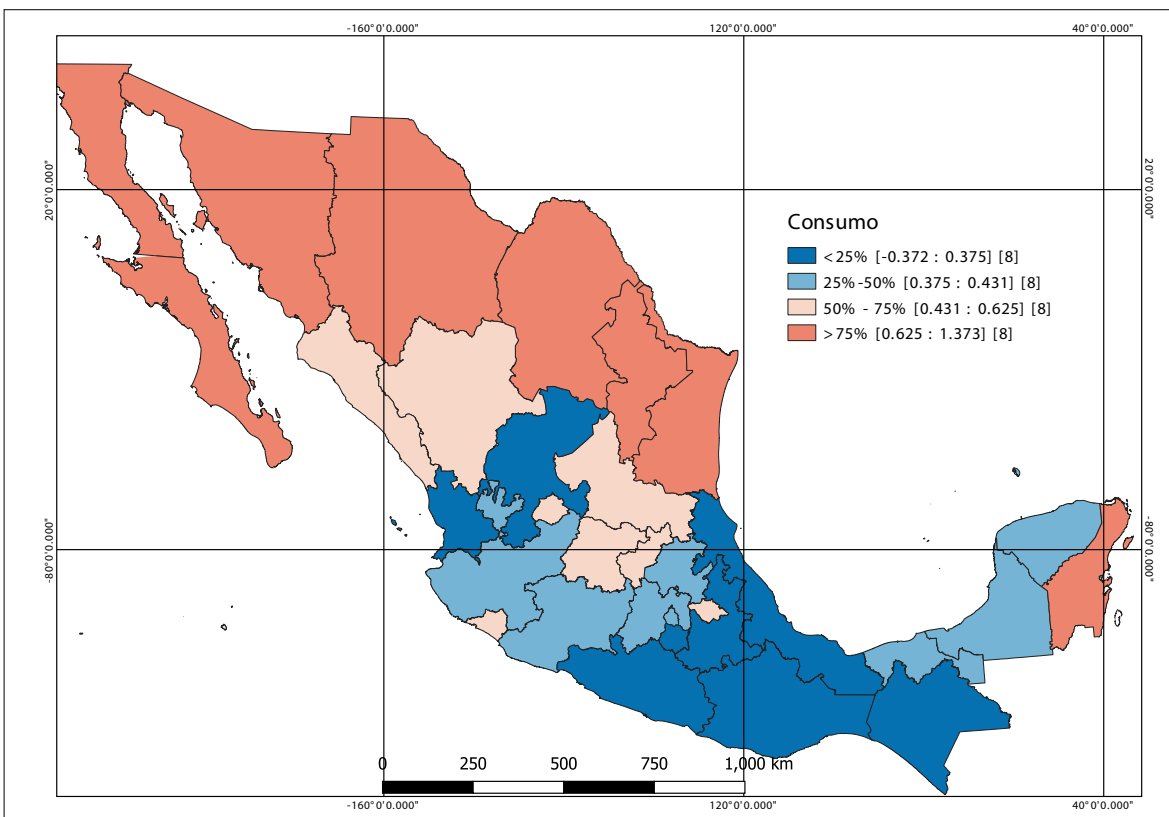 -160°0'0.000" 120°0'0.000" 40°0'0.000"
20°0'0.000" 20°0'0.000"
Consumo
<25% [-0.372 : 0.375] [8]
25%-50% [0.375 : 0.431] [8]
50% - 75% [0.431 : 0.625] [8]
>75% [0.625 : 1.373] [8]
-80°0'0.000" -80°0'0.000"
0 250 500 750 1,000 km
-160°0'0.000" 120°0'0.000" 40°0'0.000"